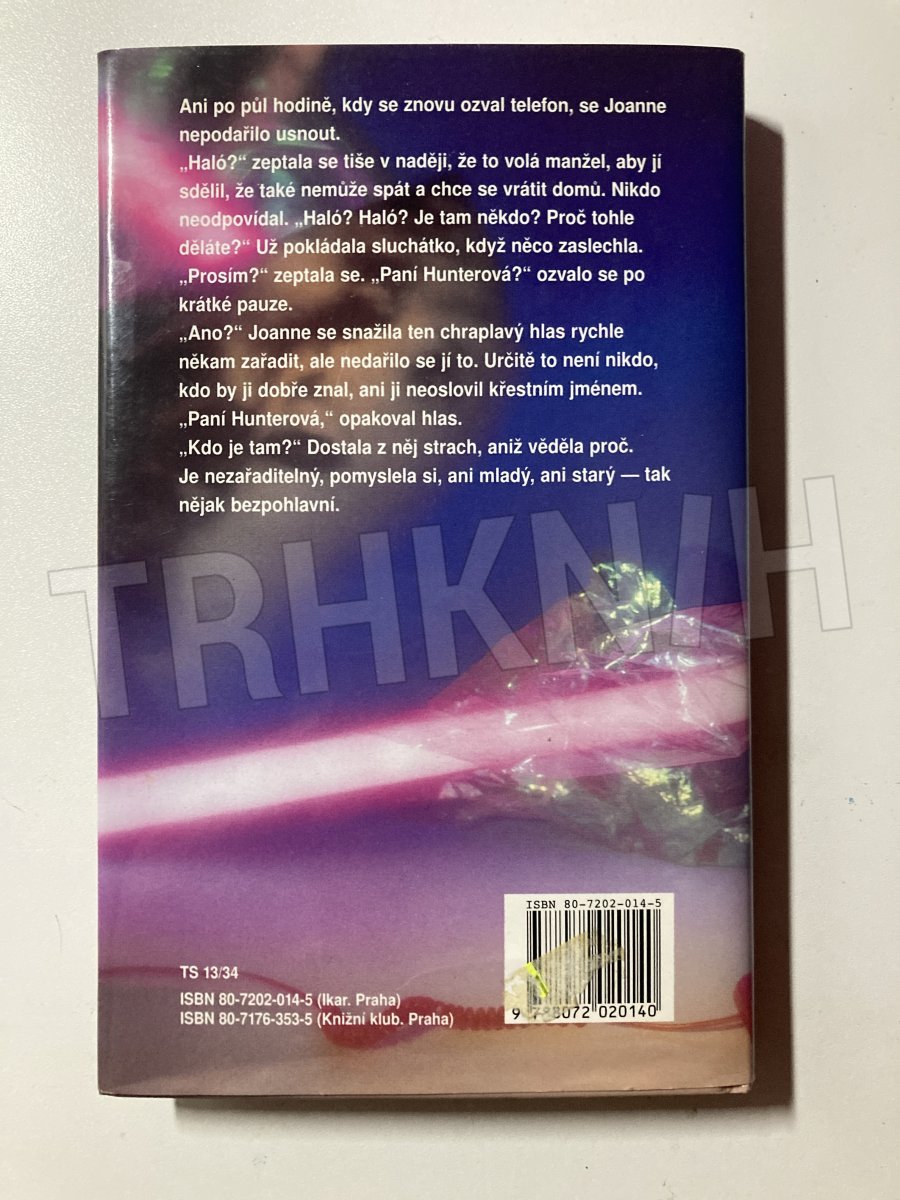 Ani po půl hodině, kdy se znovu ozval telefon, se Joanne
nepodařilo usnout.
„Haló?“ zeptala se tiše v naději, že to volá manžel, aby jí
sdělil, že také nemůže spát a chce se vrátit domů. Nikdo
neodpovídal. „Haló? Haló? Je tam někdo? Proč tohle
děláte?“ Už pokládala sluchátko, když něco zaslechla.
„Prosím?“ zeptala se. „Paní Hunterová?“ ozvalo se po
krátké pauze.
„Ano?“ Joanne se snažila ten chraplavý hlas rychle
někam zařadit, ale nedařilo se jí to. Určitě to není nikdo,
kdo by ji dobře znal, ani ji neoslovil křestním jménem.
„Paní Hunterová,“ opakoval hlas.
„Kdo je tam?“ Dostala z něj strach, aniž věděla proč.
Je nezařaditelný, pomyslela si, ani mladý, ani starý — tak
nějak bezpohlavní.
TRHKNIH
ISBN 80-7202-014-5
9 788072 020140
TS 13/34
ISBN 80-7202-014-5 (Ikar. Praha)
ISBN 80-7176-353-5 (Knižní klub. Praha)